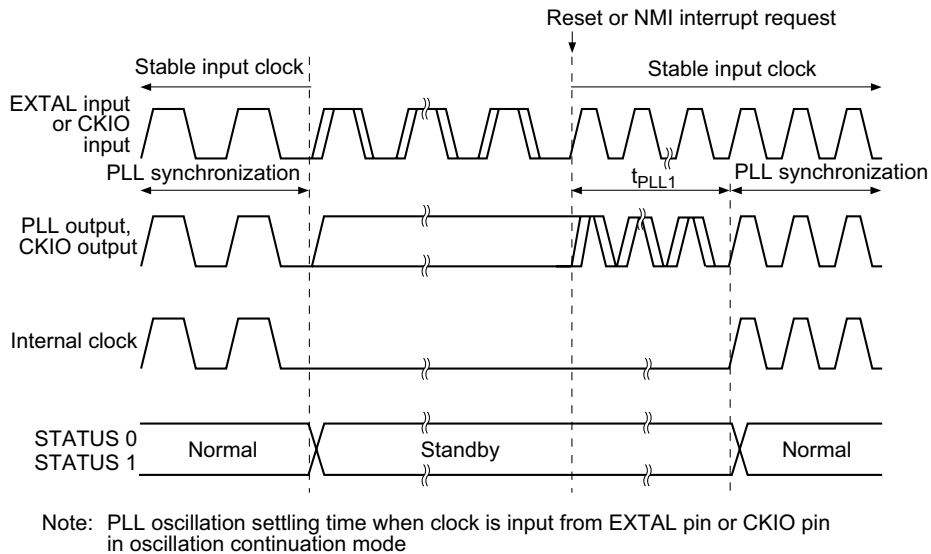 Reset or NMI interrupt request
Stable input clock
Stable input clock
EXTAL input
or CKIO
input
PLL synchronization
tPLL1
PLL synchronization
PLL output,
CKIO output
Internal clock
STATUS 0
STATUS 1
Normal
Standby
Normal
Note: PLL oscillation settling time when clock is input from EXTAL pin or CKIO pin
in oscillation continuation mode